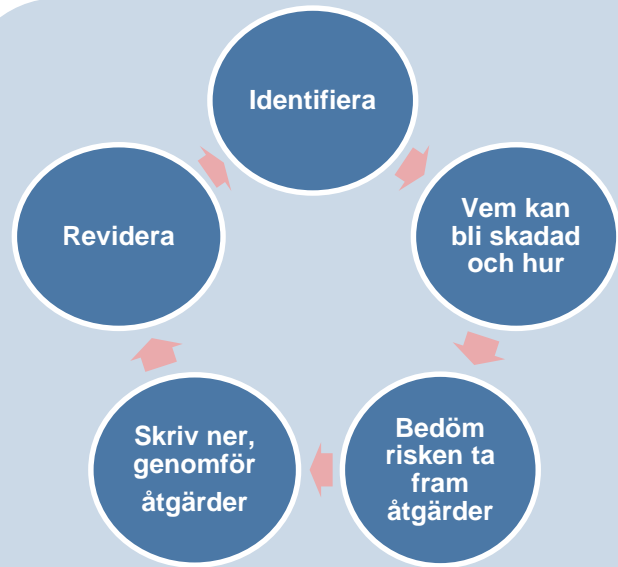 Identifiera
Vem kan
bli skadad
och hur
Bedöm
risken ta
fram
åtgärder
Skriv ner,
genomför
åtgärder
Revidera